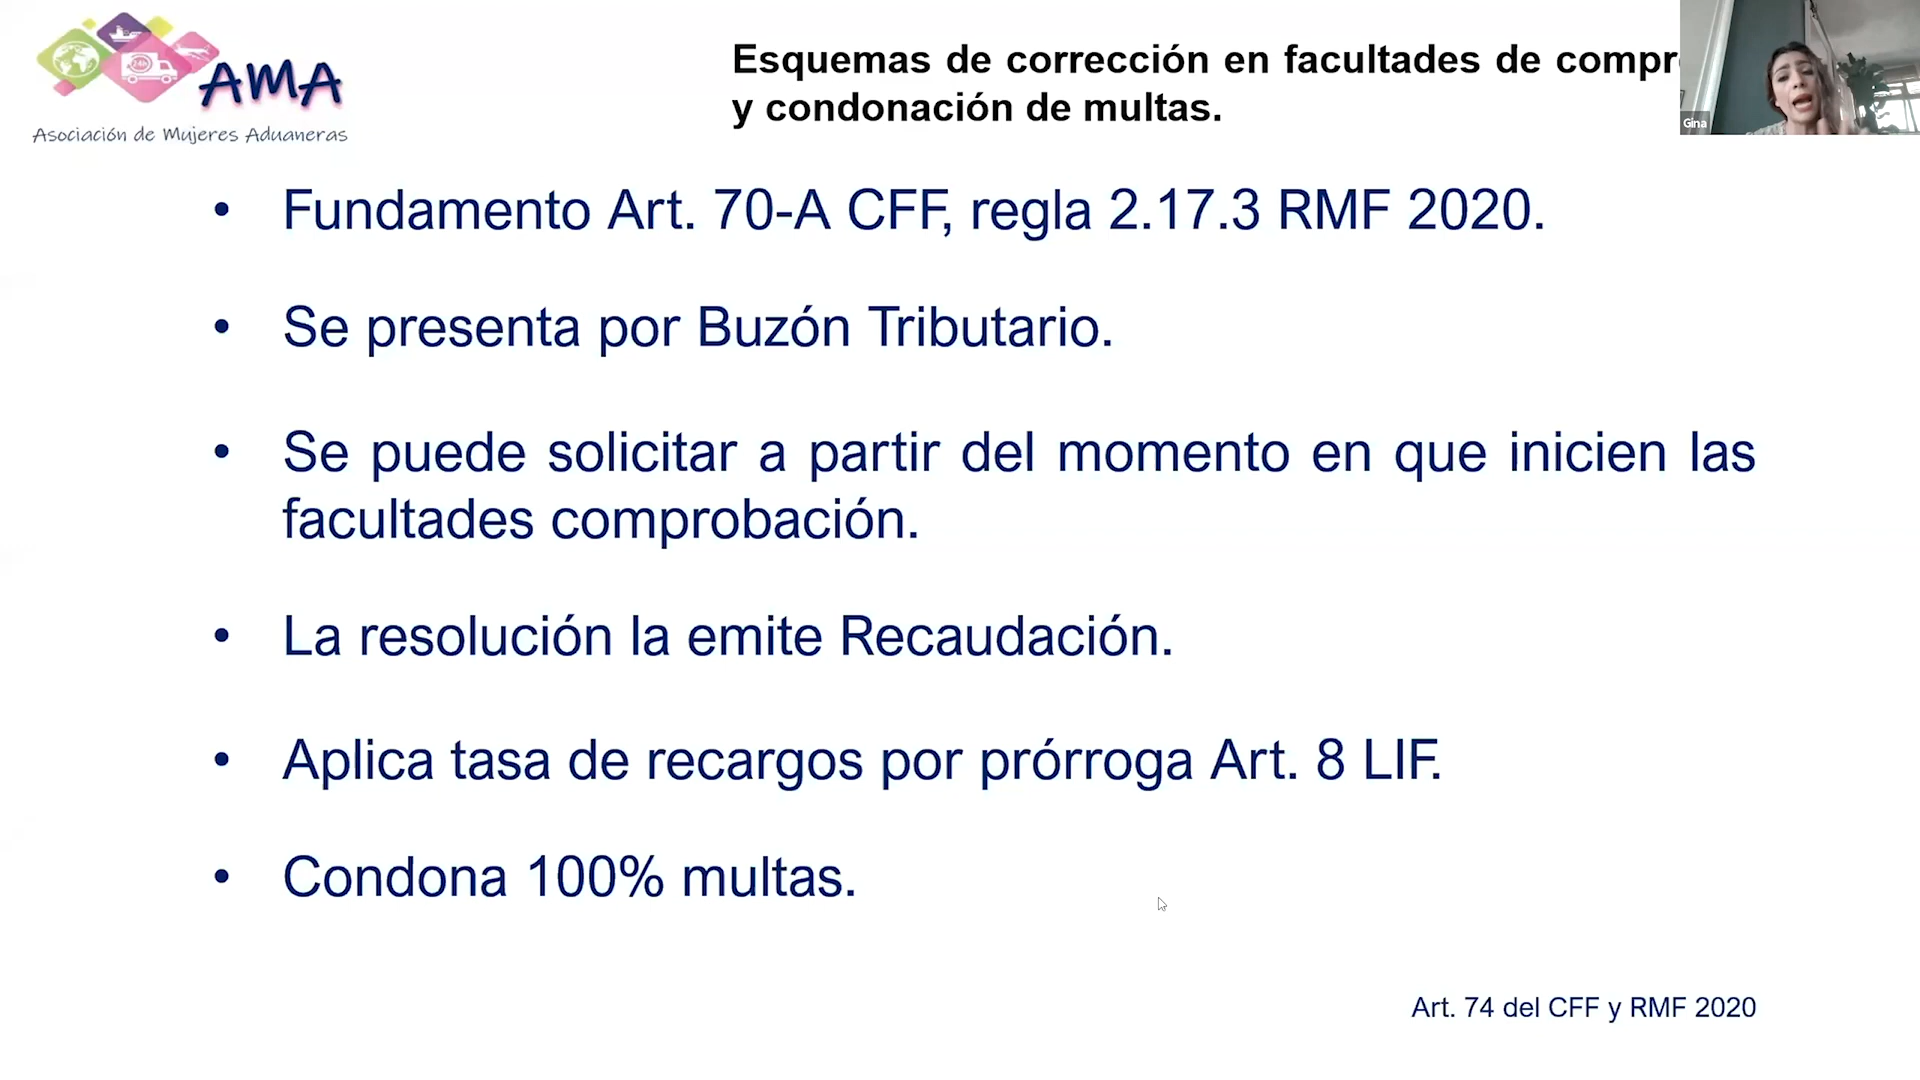 AMA
Asociación de Mujeres Aduaneras
Esquemas de corrección en facultades de
y condonación de multas.
Gina
• Fundamento Art. 70-A CFF, regla 2.17.3 RMF 2020.
• Se presenta por Buzón Tributario.
• Se puede solicitar a partir del momento en que inicien las
facultades comprobación.
• La resolución la emite Recaudación.
• Aplica tasa de recargos por prórroga Art. 8 LIF.
• Condona 100% multas.
Art. 74 del CFF y RMF 2020